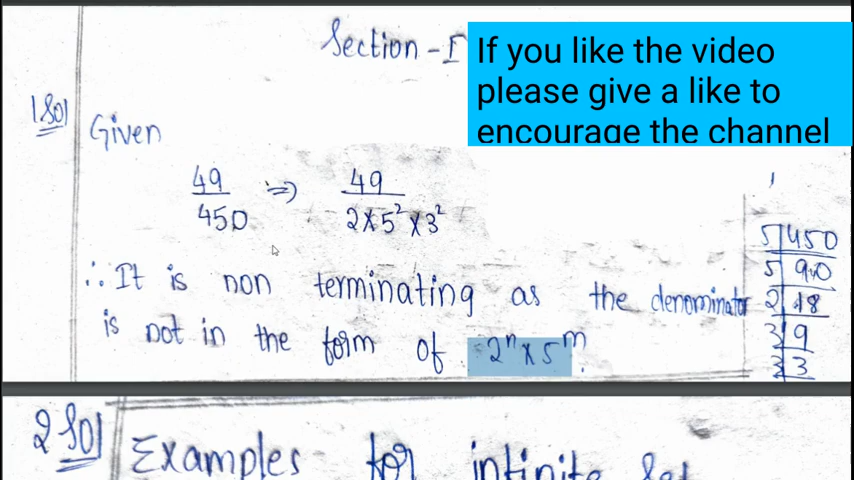 Section - I
If you like the video
please give a like to
encourage the channel
1 Sol
Given
49/450 => 49/2×5²×3²
5 | 450
5 | 90
2 | 18
3 | 9
3 | 3
∴ It is non terminating as the denominator
is not in the form of 2ⁿ×5ᵐ.
2 Sol
Examples for infinite set